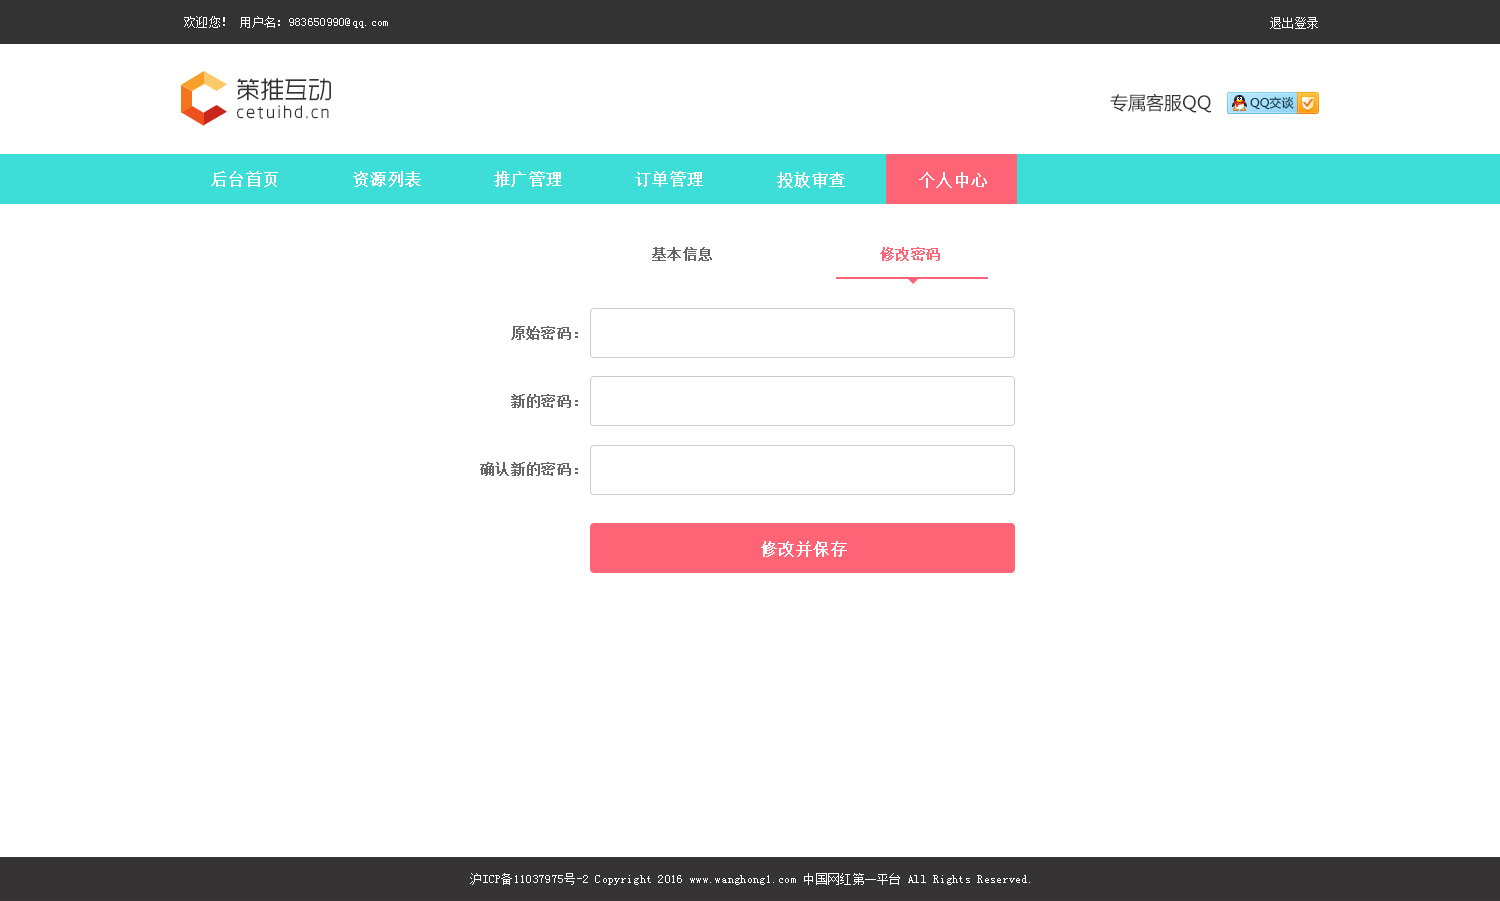 欢迎您! 用户名: 983650990@qq.com
退出登录
策推互动
cetuihd.cn
专属客服QQ
QQ交谈
后台首页 资源列表 推广管理 订单管理 投放审查 个人中心
基本信息 修改密码
原始密码：
新的密码：
确认新的密码：
修改并保存
沪ICP备11037975号-2 Copyright 2016 www.wanghong1.com 中国网红第一平台 All Rights Reserved.